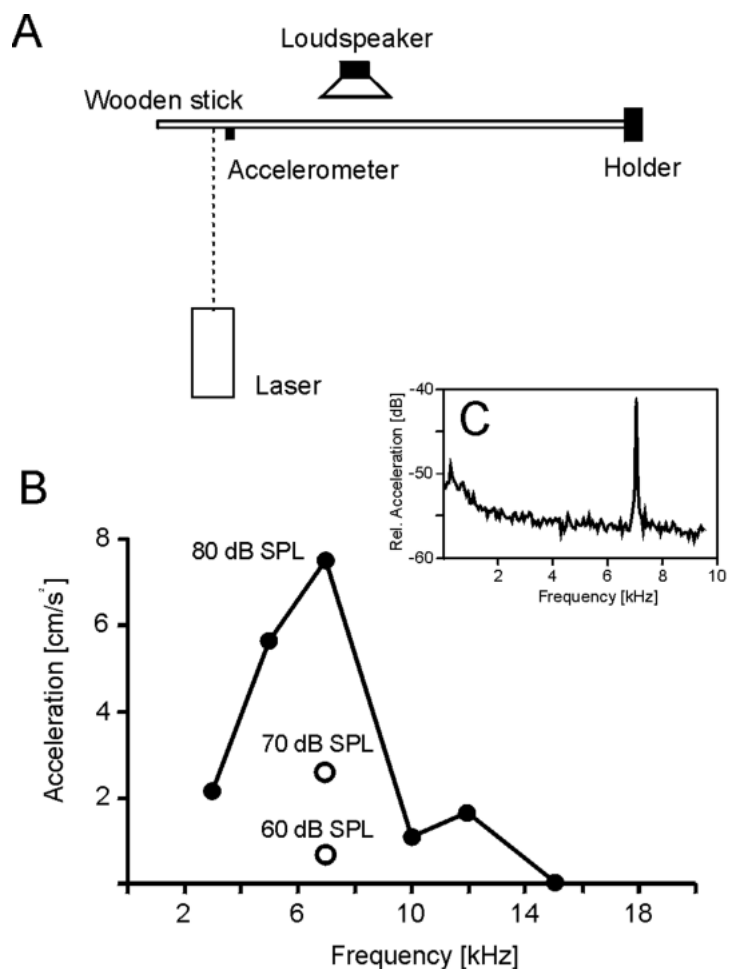 A
Loudspeaker
Wooden stick
Accelerometer
Holder
Laser
C
-40
-50
-60
Rel. Acceleration [dB]
2 4 6 8 10
Frequency [kHz]
B
80 dB SPL
70 dB SPL
60 dB SPL
8
6
4
2
Acceleration [cm/s²]
2 6 10 14 18
Frequency [kHz]